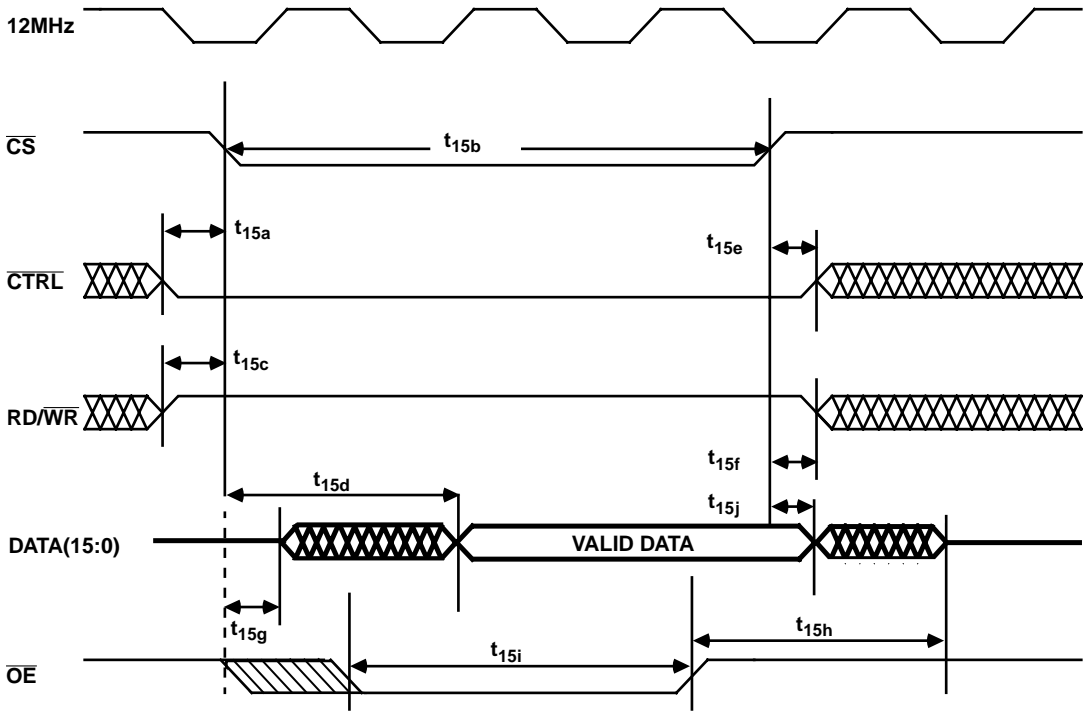 12MHz
CS
t15b
t15a
t15e
CTRL
t15c
RD/WR
t15f
t15d
t15j
DATA(15:0)
VALID DATA
t15g
t15h
t15i
OE